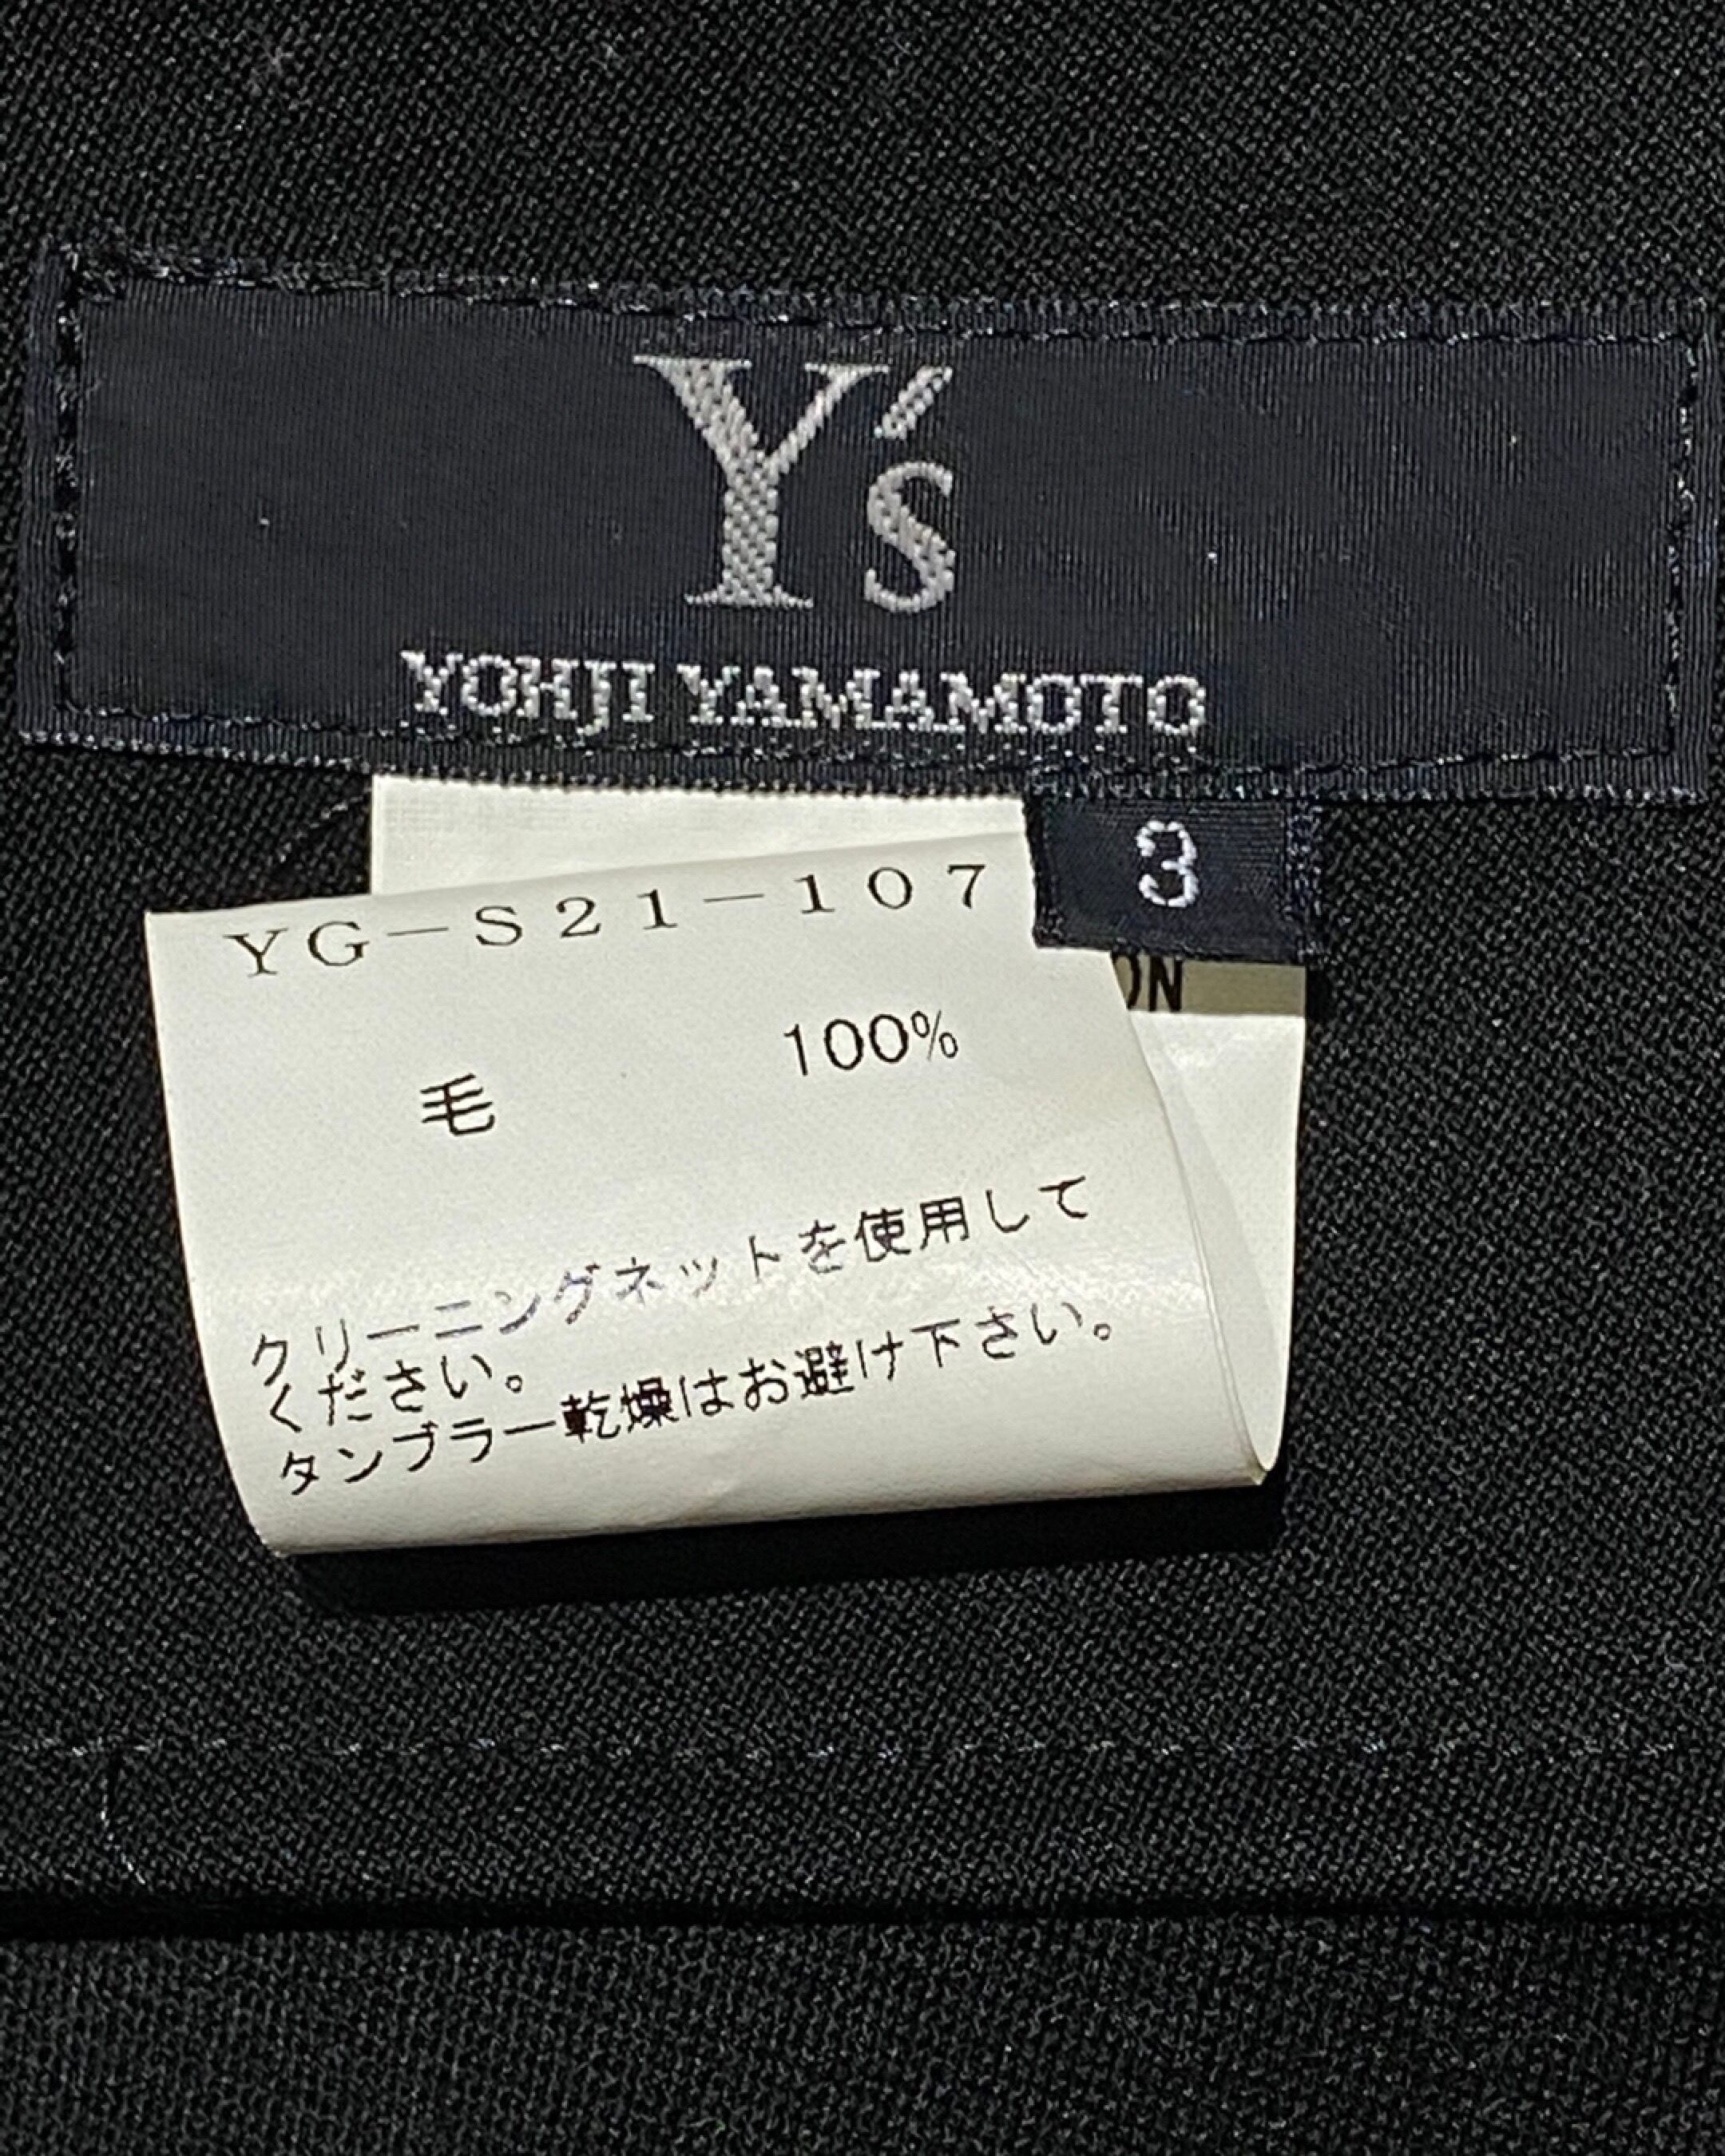 Y's
YOHJI YAMAMOTO
3
YG-S21-107
ON
毛 100%
クリーニングネットを使用して
ください。
タンブラー乾燥はお避け下さい。